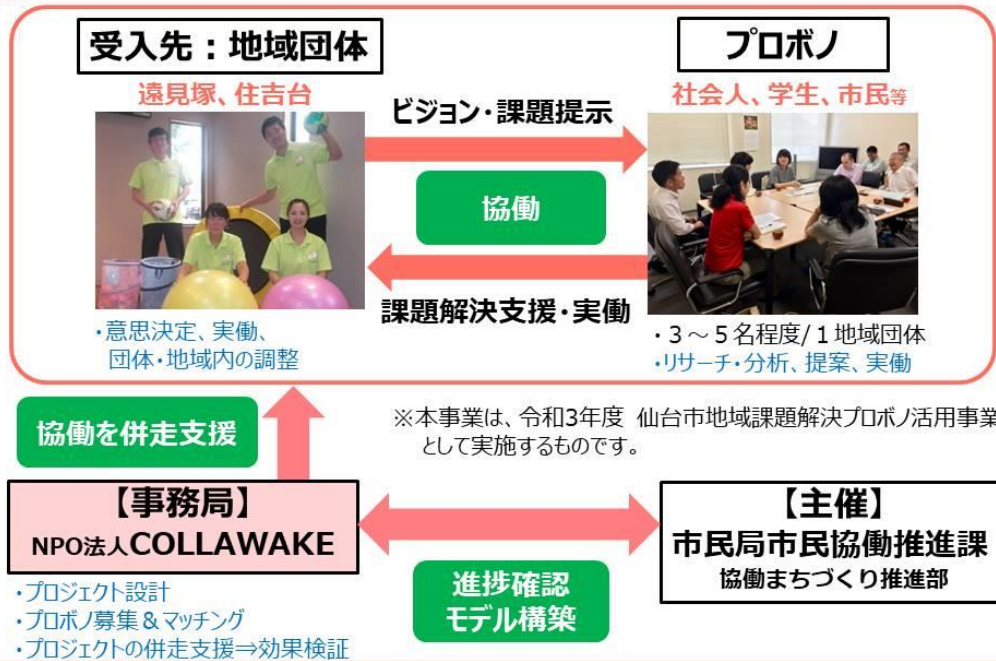 受入先：地域団体
遠見塚、住吉台
・意思決定、実働、
団体・地域内の調整
ビジョン・課題提示
協働
課題解決支援・実働
プロボノ
社会人、学生、市民等
・３～５名程度/１地域団体
・リサーチ・分析、提案、実働
協働を併走支援
※本事業は、令和3年度 仙台市地域課題解決プロボノ活用事業
として実施するものです。
【事務局】
NPO法人COLLAWAKE
・プロジェクト設計
・プロボノ募集＆マッチング
・プロジェクトの併走支援⇒効果検証
進捗確認
モデル構築
【主催】
市民局市民協働推進課
協働まちづくり推進部